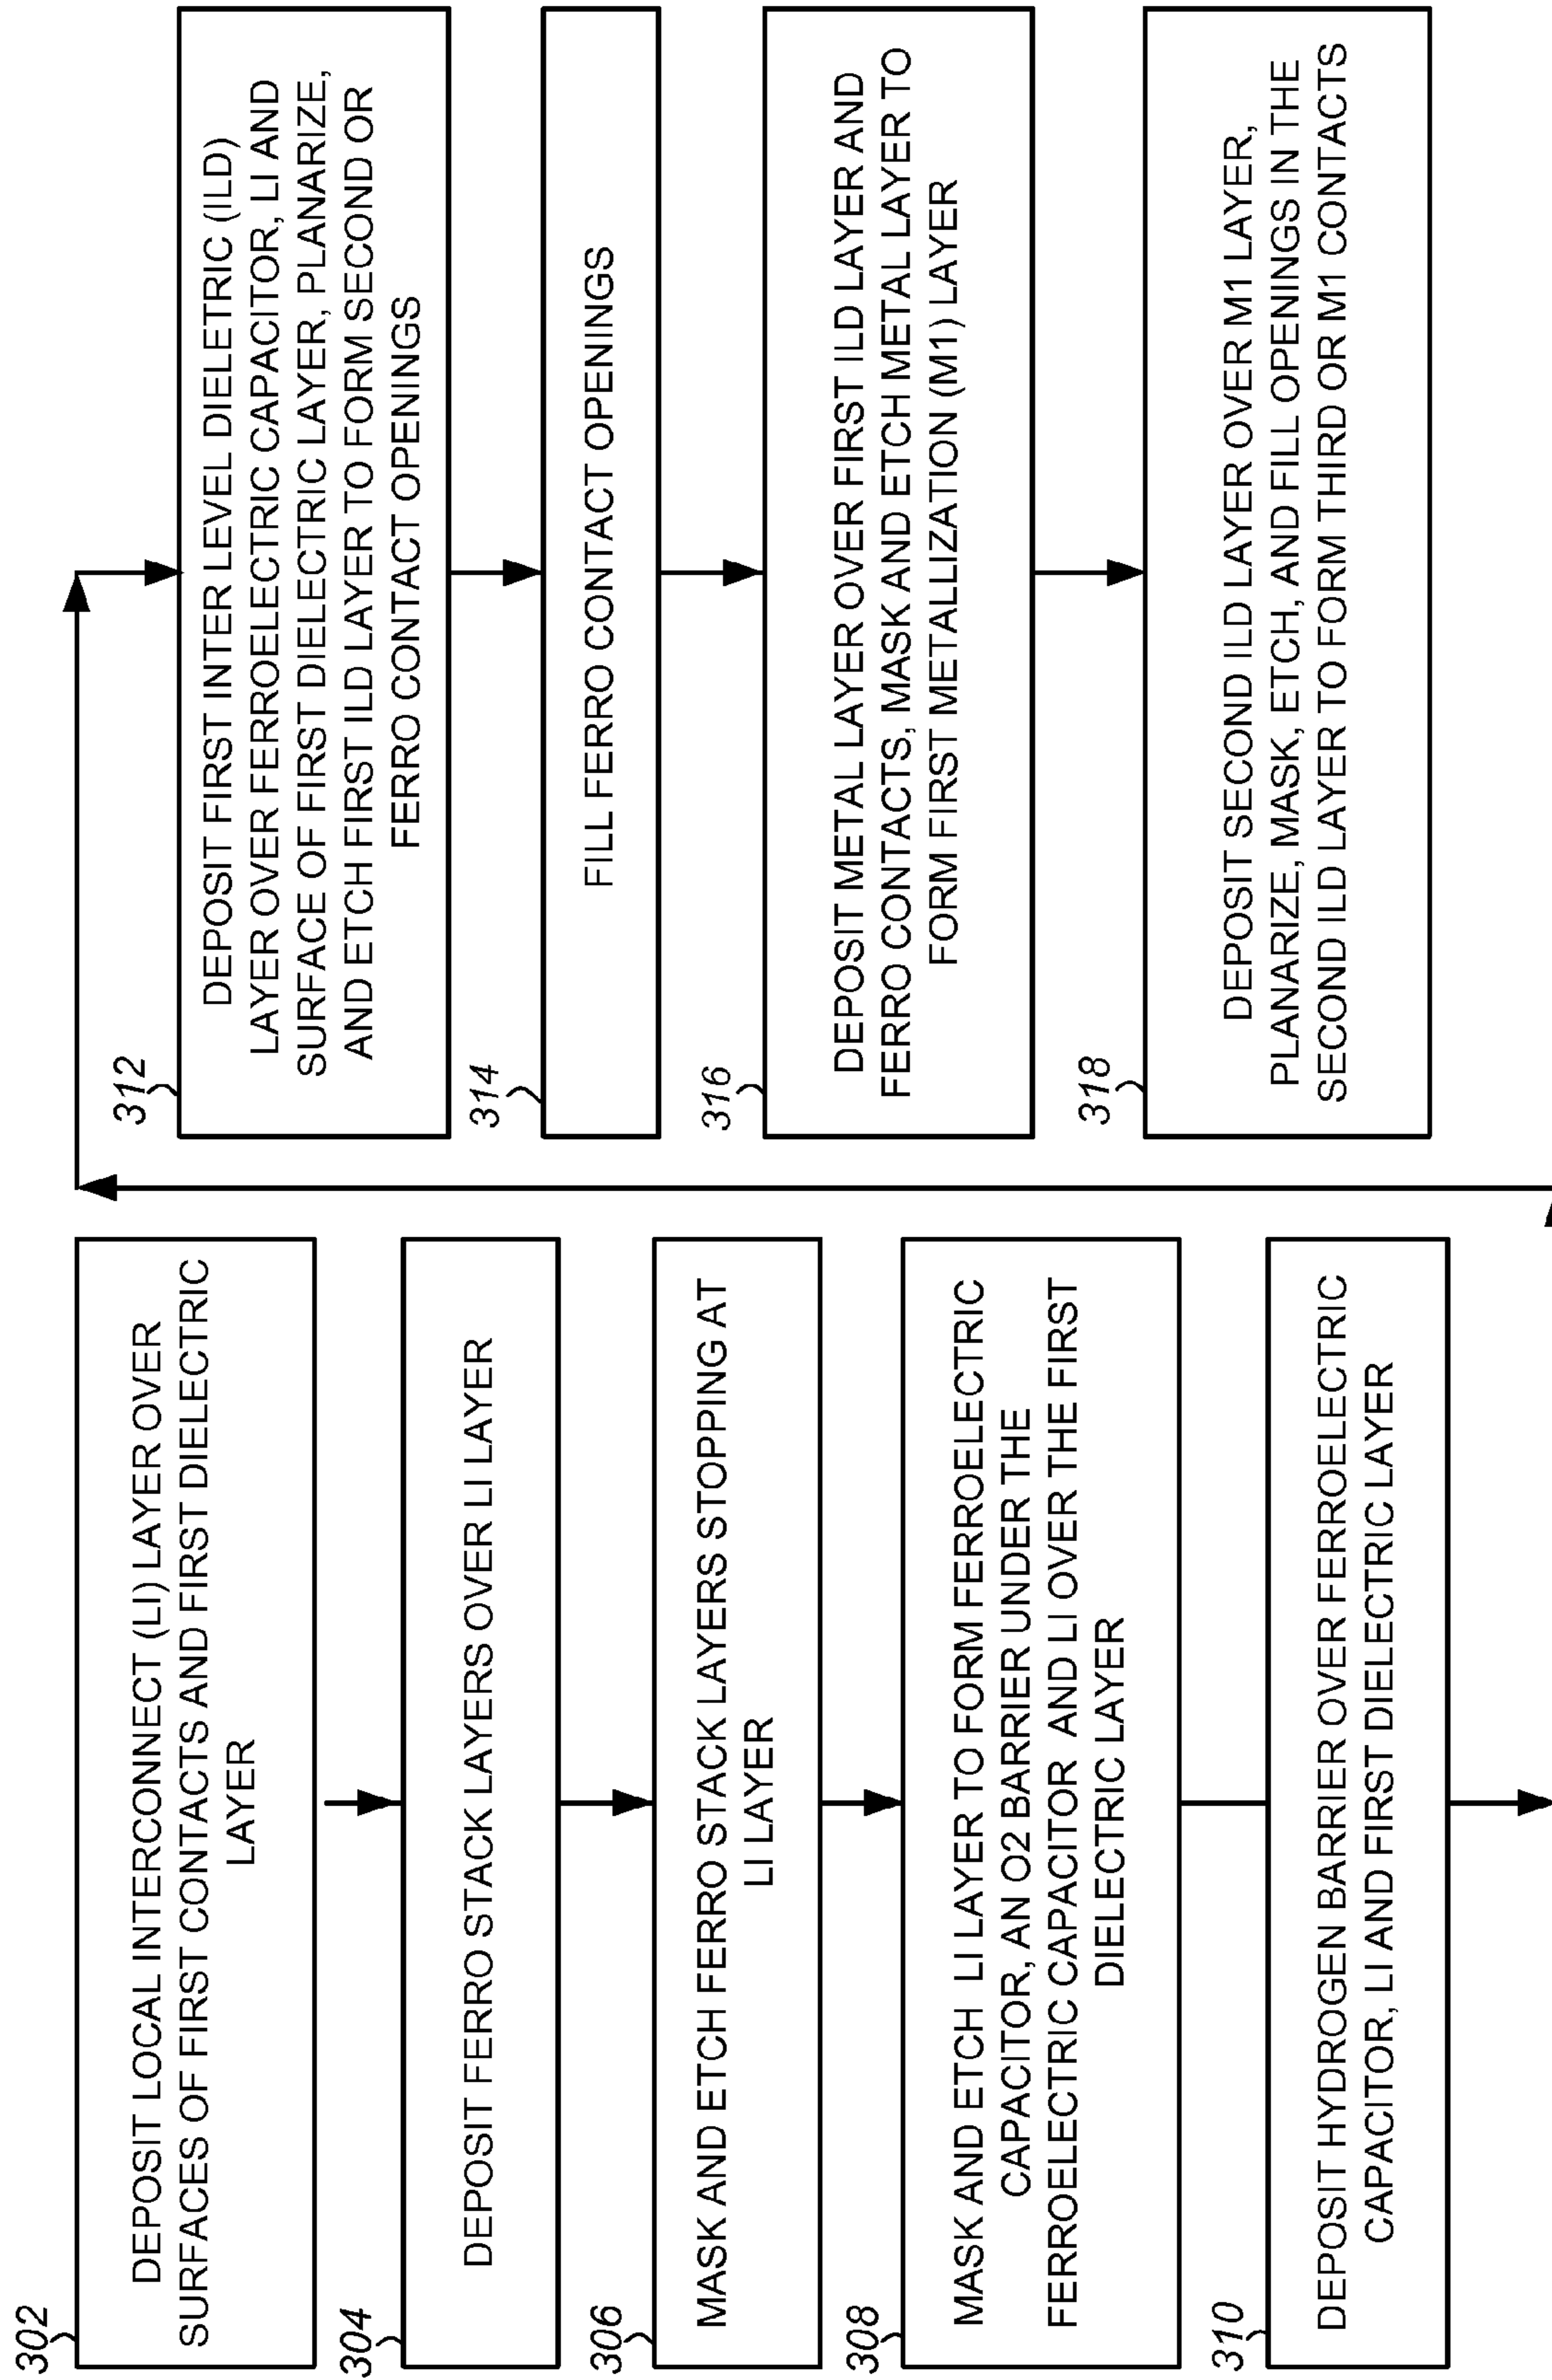 302
DEPOSIT LOCAL INTERCONNECT (LI) LAYER OVER
SURFACES OF FIRST CONTACTS AND FIRST DIELECTRIC
LAYER
304
DEPOSIT FERRO STACK LAYERS OVER LI LAYER
306
MASK AND ETCH FERRO STACK LAYERS STOPPING AT
LI LAYER
308
MASK AND ETCH LI LAYER TO FORM FERROELECTRIC
CAPACITOR, AN O2 BARRIER UNDER THE
FERROELECTRIC CAPACITOR AND LI OVER THE FIRST
DIELECTRIC LAYER
310
DEPOSIT HYDROGEN BARRIER OVER FERROELECTRIC
CAPACITOR, LI AND FIRST DIELECTRIC LAYER
312
DEPOSIT FIRST INTER LEVEL DIELETRIC (ILD)
LAYER OVER FERROELECTRIC CAPACITOR, LI AND
SURFACE OF FIRST DIELECTRIC LAYER, PLANARIZE,
AND ETCH FIRST ILD LAYER TO FORM SECOND OR
FERRO CONTACT OPENINGS
314
FILL FERRO CONTACT OPENINGS
316
DEPOSIT METAL LAYER OVER FIRST ILD LAYER AND
FERRO CONTACTS, MASK AND ETCH METAL LAYER TO
FORM FIRST METALLIZATION (M1) LAYER
318
DEPOSIT SECOND ILD LAYER OVER M1 LAYER,
PLANARIZE, MASK, ETCH, AND FILL OPENINGS IN THE
SECOND ILD LAYER TO FORM THIRD OR M1 CONTACTS